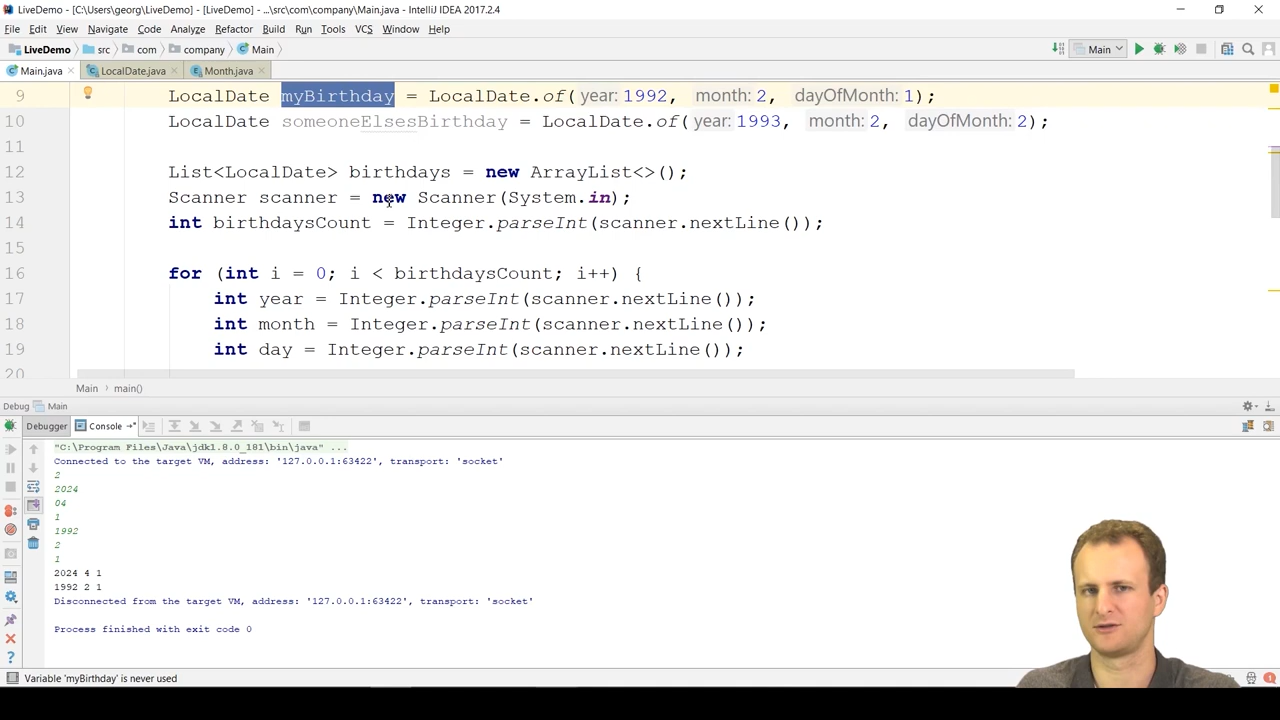 LiveDemo - [C:\Users\georg\LiveDemo] - [LiveDemo] - ...\src\com\company\Main.java - IntelliJ IDEA 2017.2.4
File Edit View Navigate Code Analyze Refactor Build Run Tools VCS Window Help
LiveDemo src com company Main Main
Main.java LocalDate.java Month.java
9 LocalDate myBirthday = LocalDate.of( year: 1992, month: 2, dayOfMonth: 1);
10 LocalDate someoneElsesBirthday = LocalDate.of( year: 1993, month: 2, dayOfMonth: 2);
11
12 List<LocalDate> birthdays = new ArrayList<>();
13 Scanner scanner = new Scanner(System.in);
14 int birthdaysCount = Integer.parseInt(scanner.nextLine());
15
16 for (int i = 0; i < birthdaysCount; i++) {
17 int year = Integer.parseInt(scanner.nextLine());
18 int month = Integer.parseInt(scanner.nextLine());
19 int day = Integer.parseInt(scanner.nextLine());
20
Main main()
Debug Main
Debugger Console
"C:\Program Files\Java\jdk1.8.0_181\bin\java" ...
Connected to the target VM, address: '127.0.0.1:63422', transport: 'socket'
2
2024
04
1
1992
2
1
2024 4 1
1992 2 1
Disconnected from the target VM, address: '127.0.0.1:63422', transport: 'socket'
Process finished with exit code 0
Variable 'myBirthday' is never used